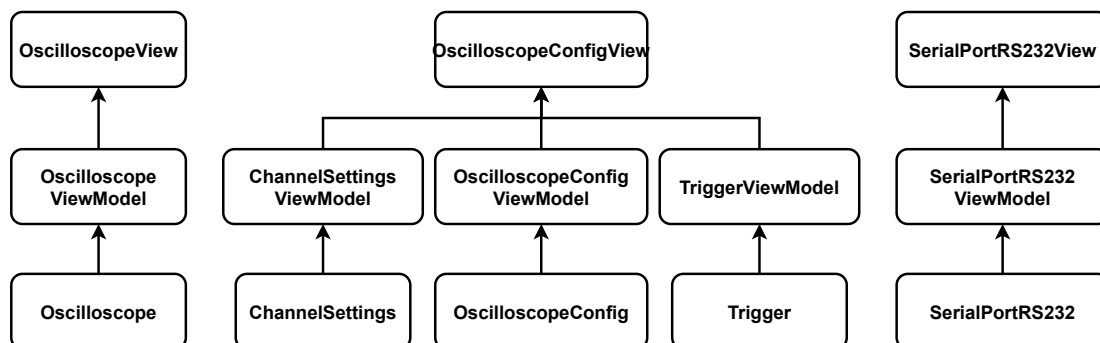 OscilloscopeView
OscilloscopeConfigView
SerialPortRS232View
Oscilloscope
ViewModel
ChannelSettings
ViewModel
OscilloscopeConfig
ViewModel
TriggerViewModel
SerialPortRS232
ViewModel
Oscilloscope
ChannelSettings
OscilloscopeConfig
Trigger
SerialPortRS232